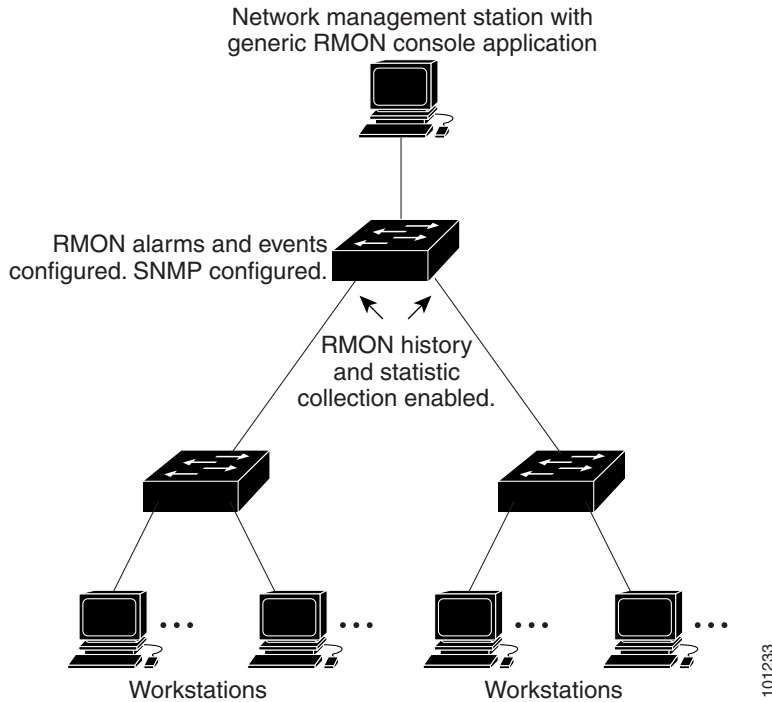 Network management station with
generic RMON console application
RMON alarms and events
configured. SNMP configured.
RMON history
and statistic
collection enabled.
Workstations
Workstations
101233